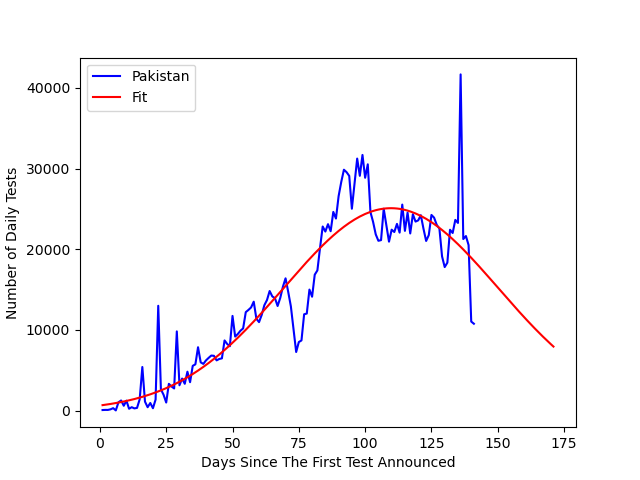 Pakistan
Fit
40000
30000
20000
10000
0
Number of Daily Tests
0 25 50 75 100 125 150 175
Days Since The First Test Announced